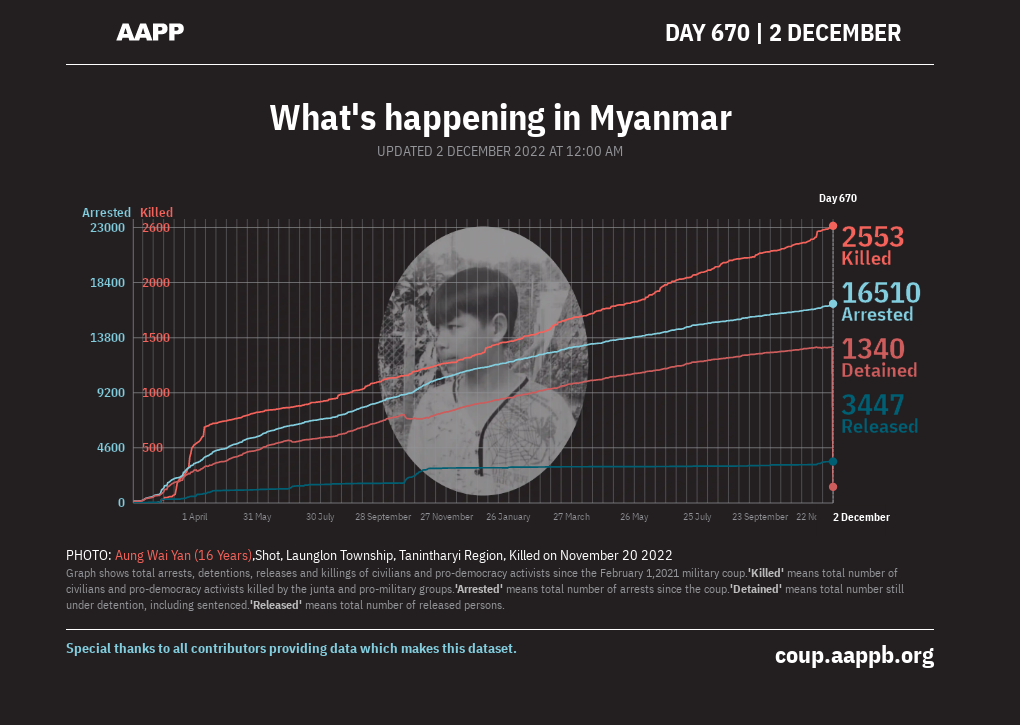 AAPP
DAY 670 | 2 DECEMBER
What's happening in Myanmar
UPDATED 2 DECEMBER 2022 AT 12:00 AM
Day 670
Arrested Killed
23000 2600
18400 2000
13800 1500
9200 1000
4600 500
0
2553
Killed
16510
Arrested
1340
Detained
3447
Released
1 April 31 May 30 July 28 September 27 November 26 January 27 March 26 May 25 July 23 September 22 No 2 December
PHOTO: Aung Wai Yan (16 Years),Shot, Launglon Township, Tanintharyi Region, Killed on November 20 2022
Graph shows total arrests, detentions, releases and killings of civilians and pro-democracy activists since the February 1,2021 military coup.'Killed' means total number of
civilians and pro-democracy activists killed by the junta and pro-military groups.'Arrested' means total number of arrests since the coup.'Detained' means total number still
under detention, including sentenced.'Released' means total number of released persons.
Special thanks to all contributors providing data which makes this dataset.
coup.aappb.org